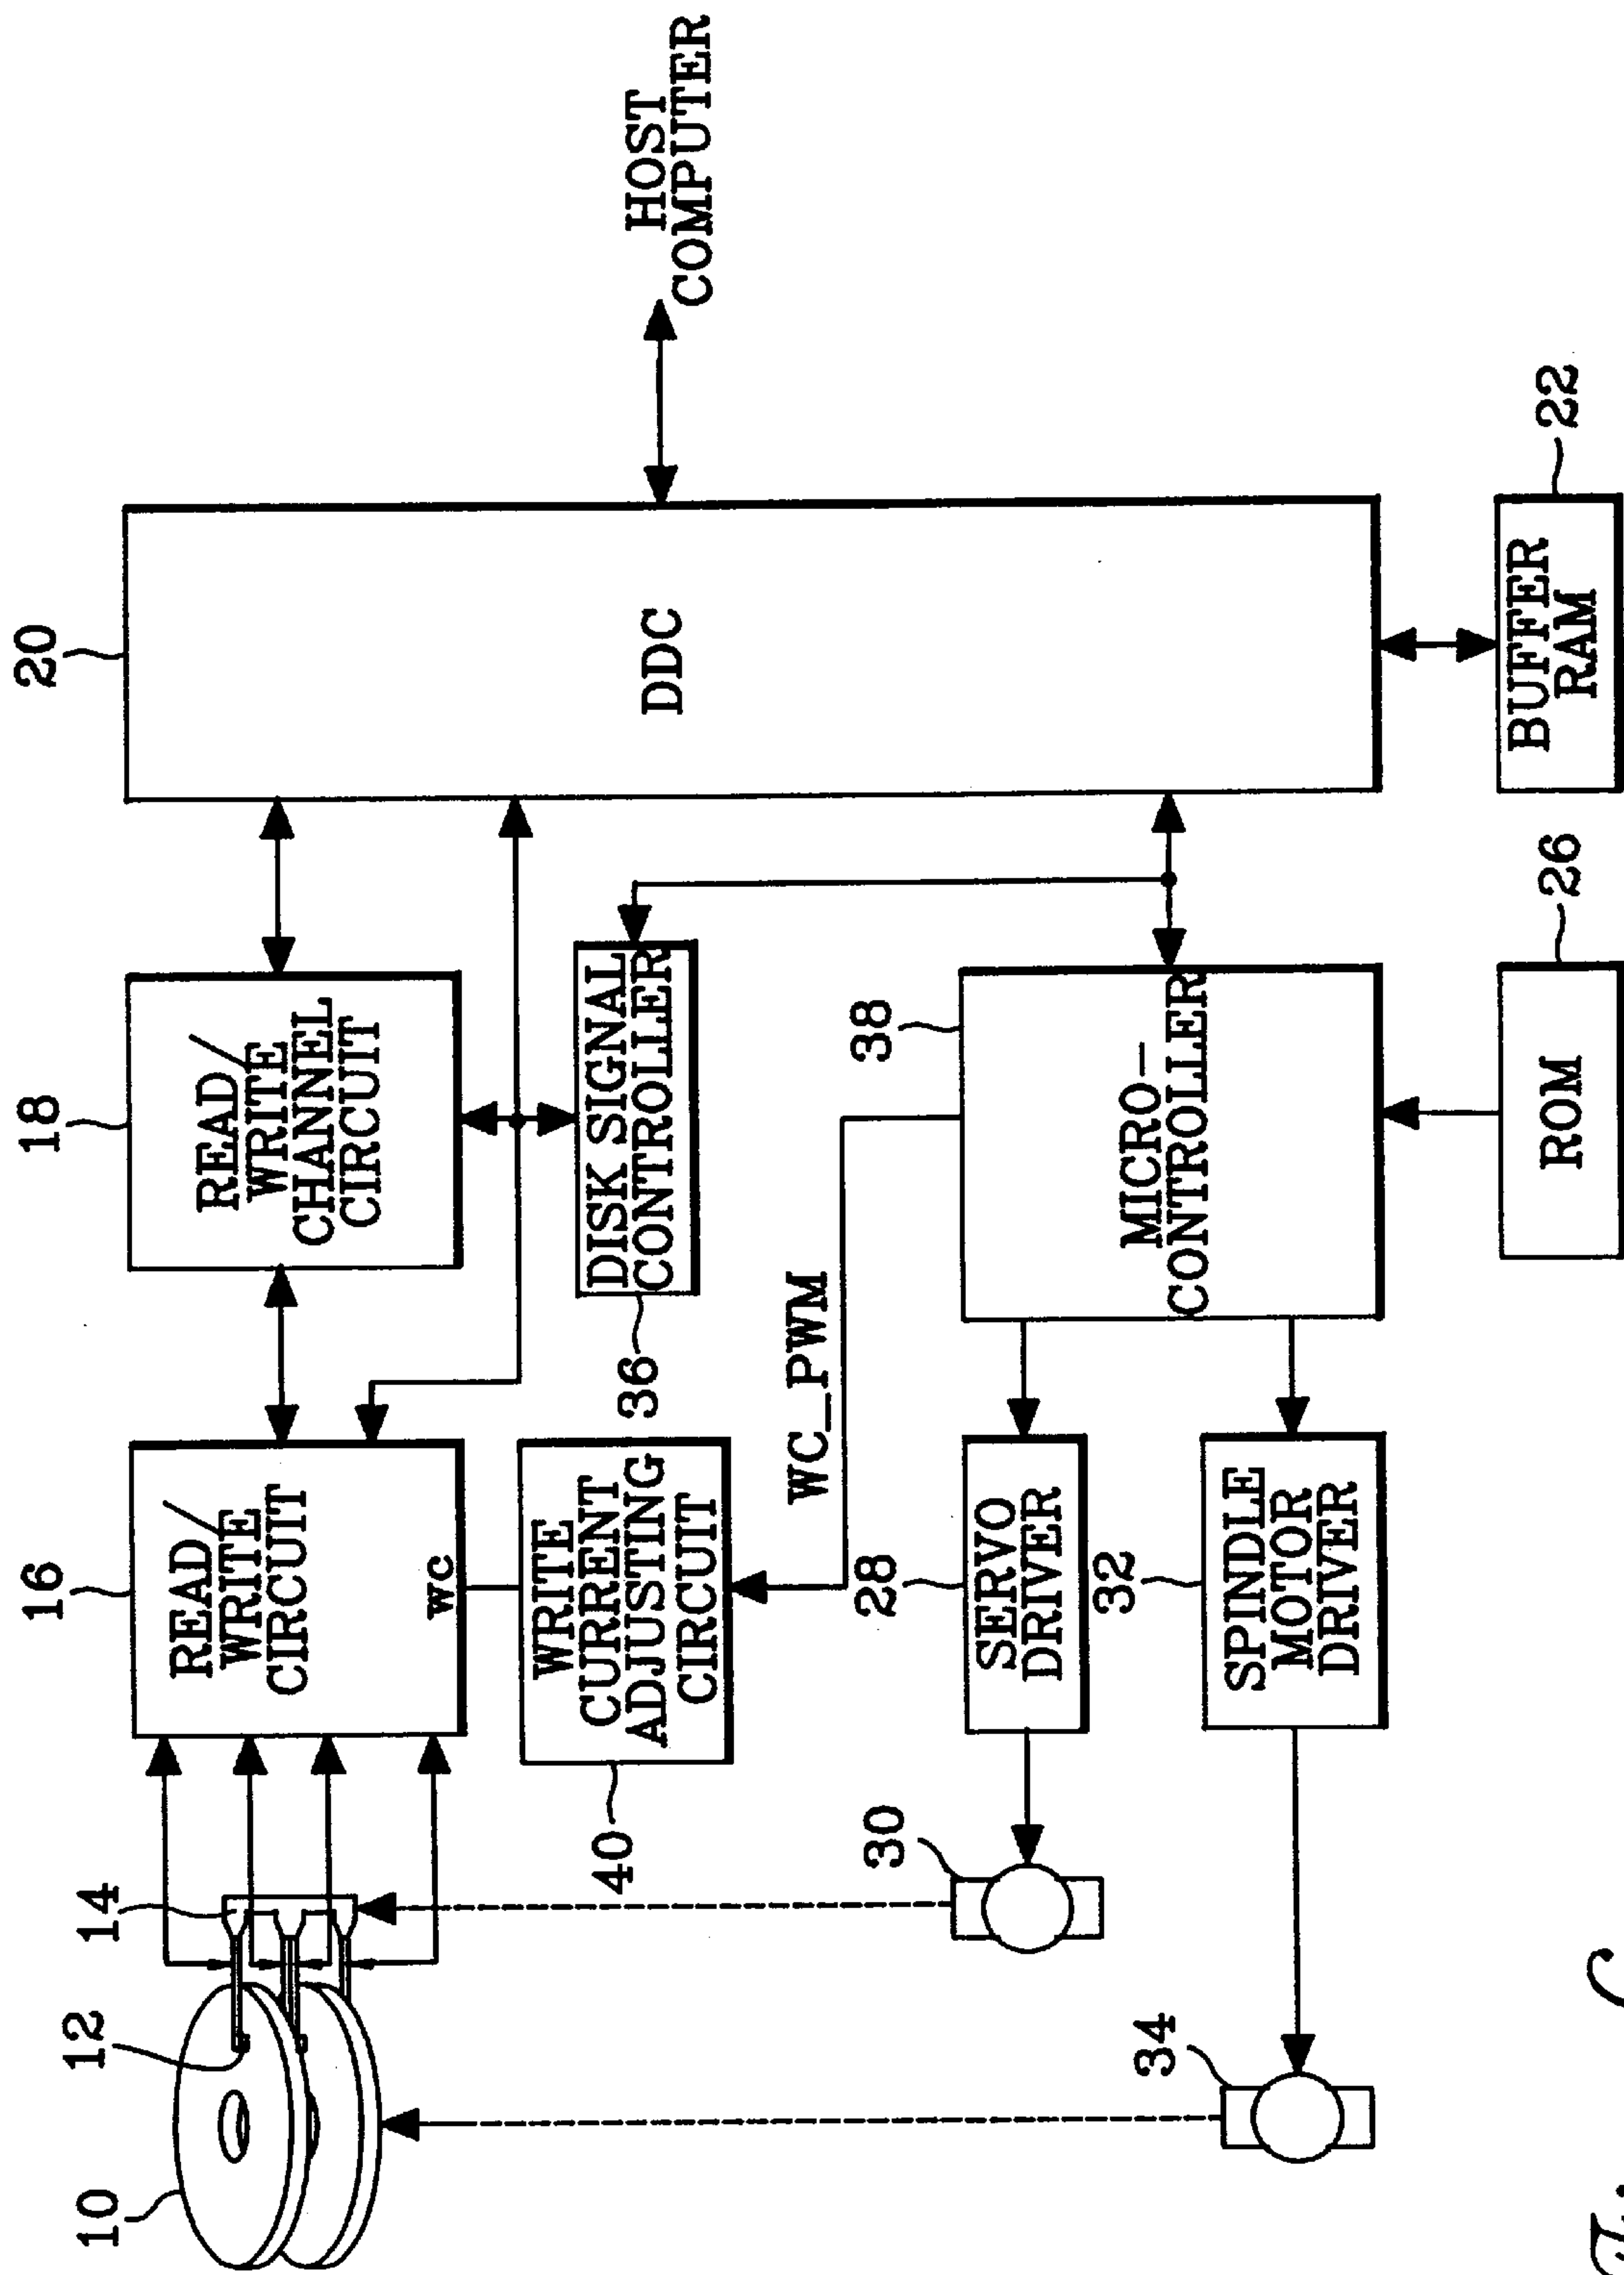 10
12
14
16
READ/
WRITE
CIRCUIT
WC
18
READ/
WRITE
CHANNEL
CIRCUIT
20
DDC
HOST
COMPUTER
40
WRITE
CURRENT
ADJUSTING
CIRCUIT
36
DISK SIGNAL
CONTROLLER
WC_PWM
38
MICRO-
CONTROLLER
30
28
SERVO
DRIVER
34
32
SPINDLE
MOTOR
DRIVER
26
ROM
22
BUFFER
RAM